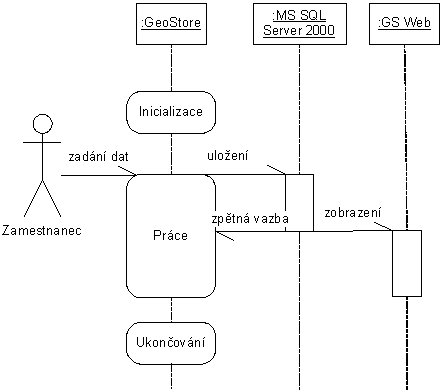 :GeoStore
:MS SQL
Server 2000
:GS Web
Inicializace
zadání dat
uložení
zpětná vazba
zobrazení
Zamestnanec
Práce
Ukončování